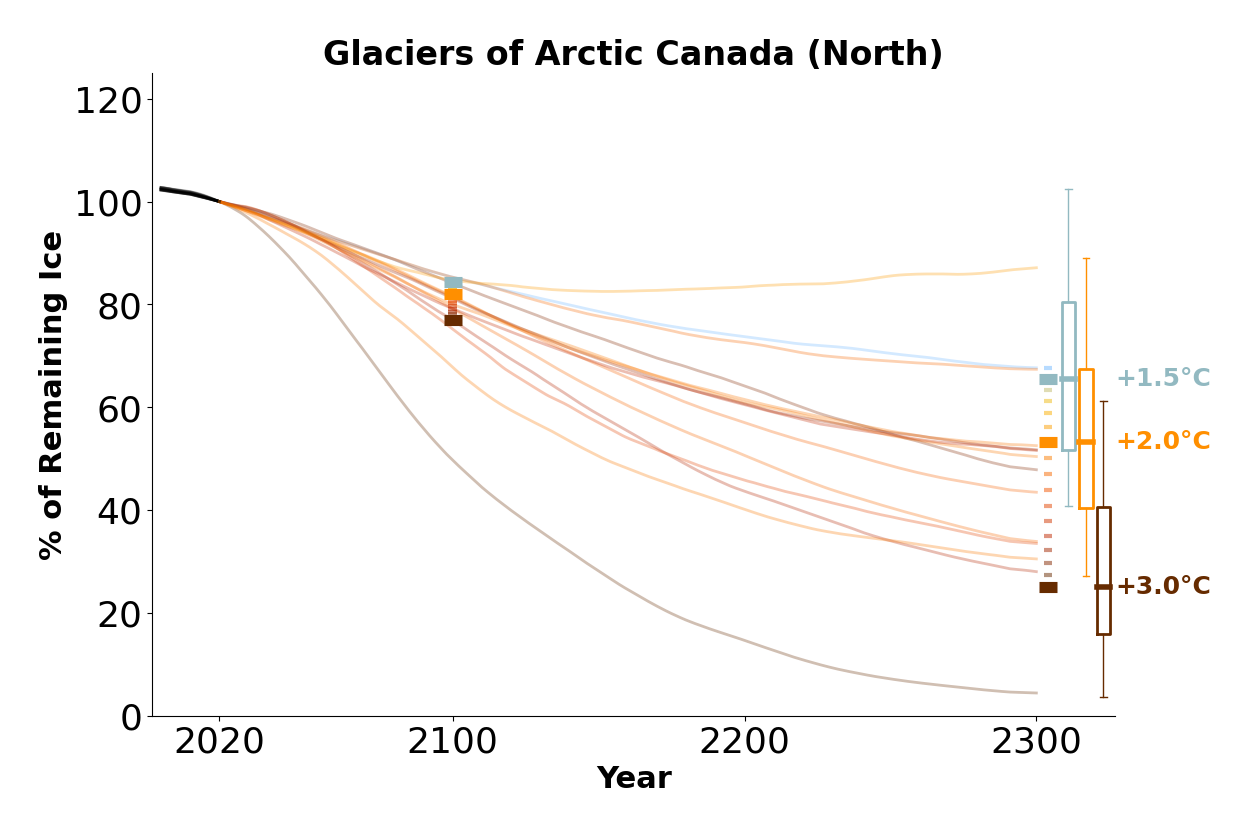 Glaciers of Arctic Canada (North)
% of Remaining Ice
120
100
80
60
40
20
0
+1.5°C
+2.0°C
+3.0°C
2020 2100 2200 2300
Year